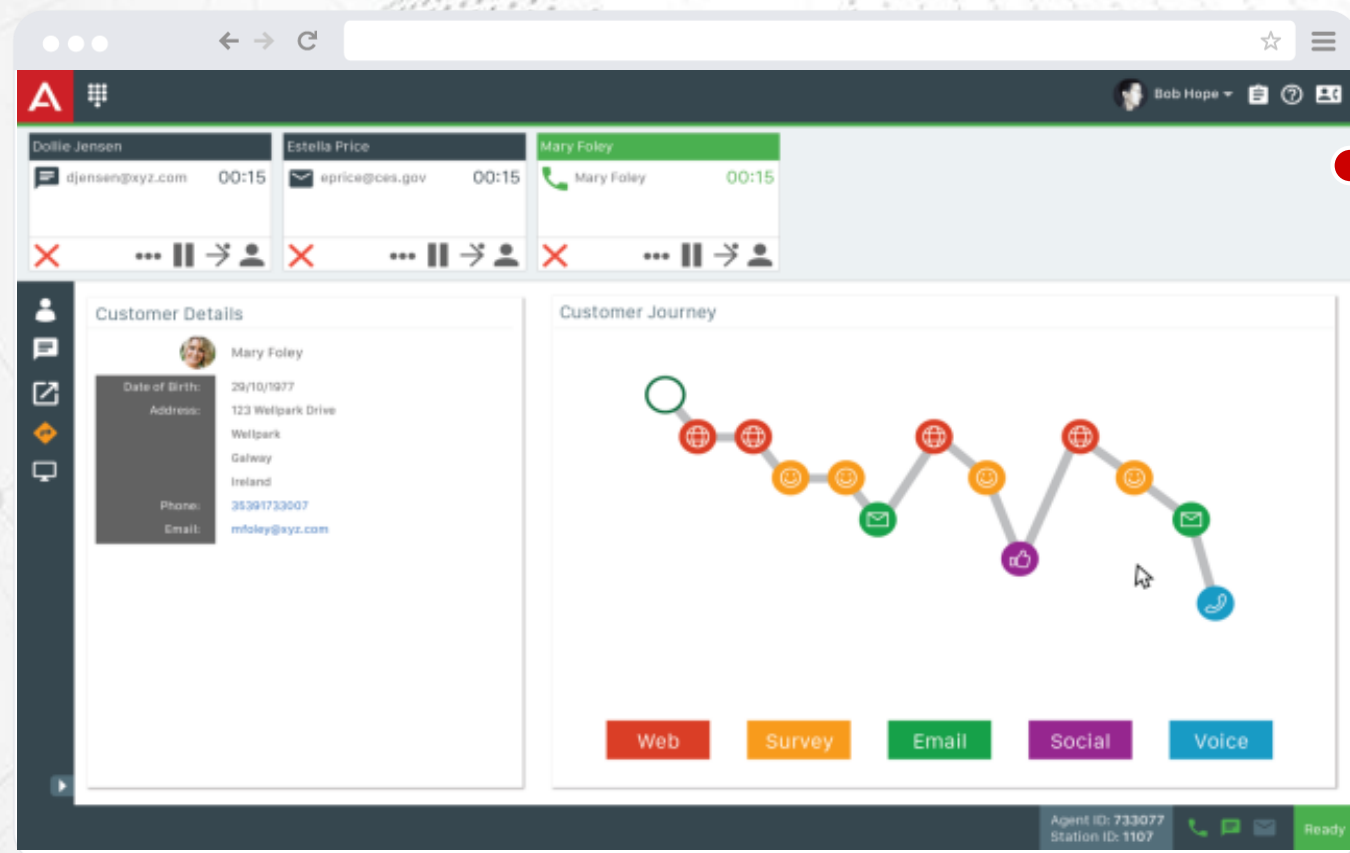 Bob Hope
Dollie Jensen
Estella Price
Mary Foley
djensen@xyz.com 00:15
eprice@ces.gov 00:15
Mary Foley 00:15
Customer Details
Customer Journey
Mary Foley
Date of Birth: 29/10/1977
Address: 123 Wellpark Drive
Wellpark
Galway
Ireland
Phone: 35391733007
Email: mfoley@xyz.com
Web
Survey
Email
Social
Voice
Agent ID: 733077
Station ID: 1107
Ready